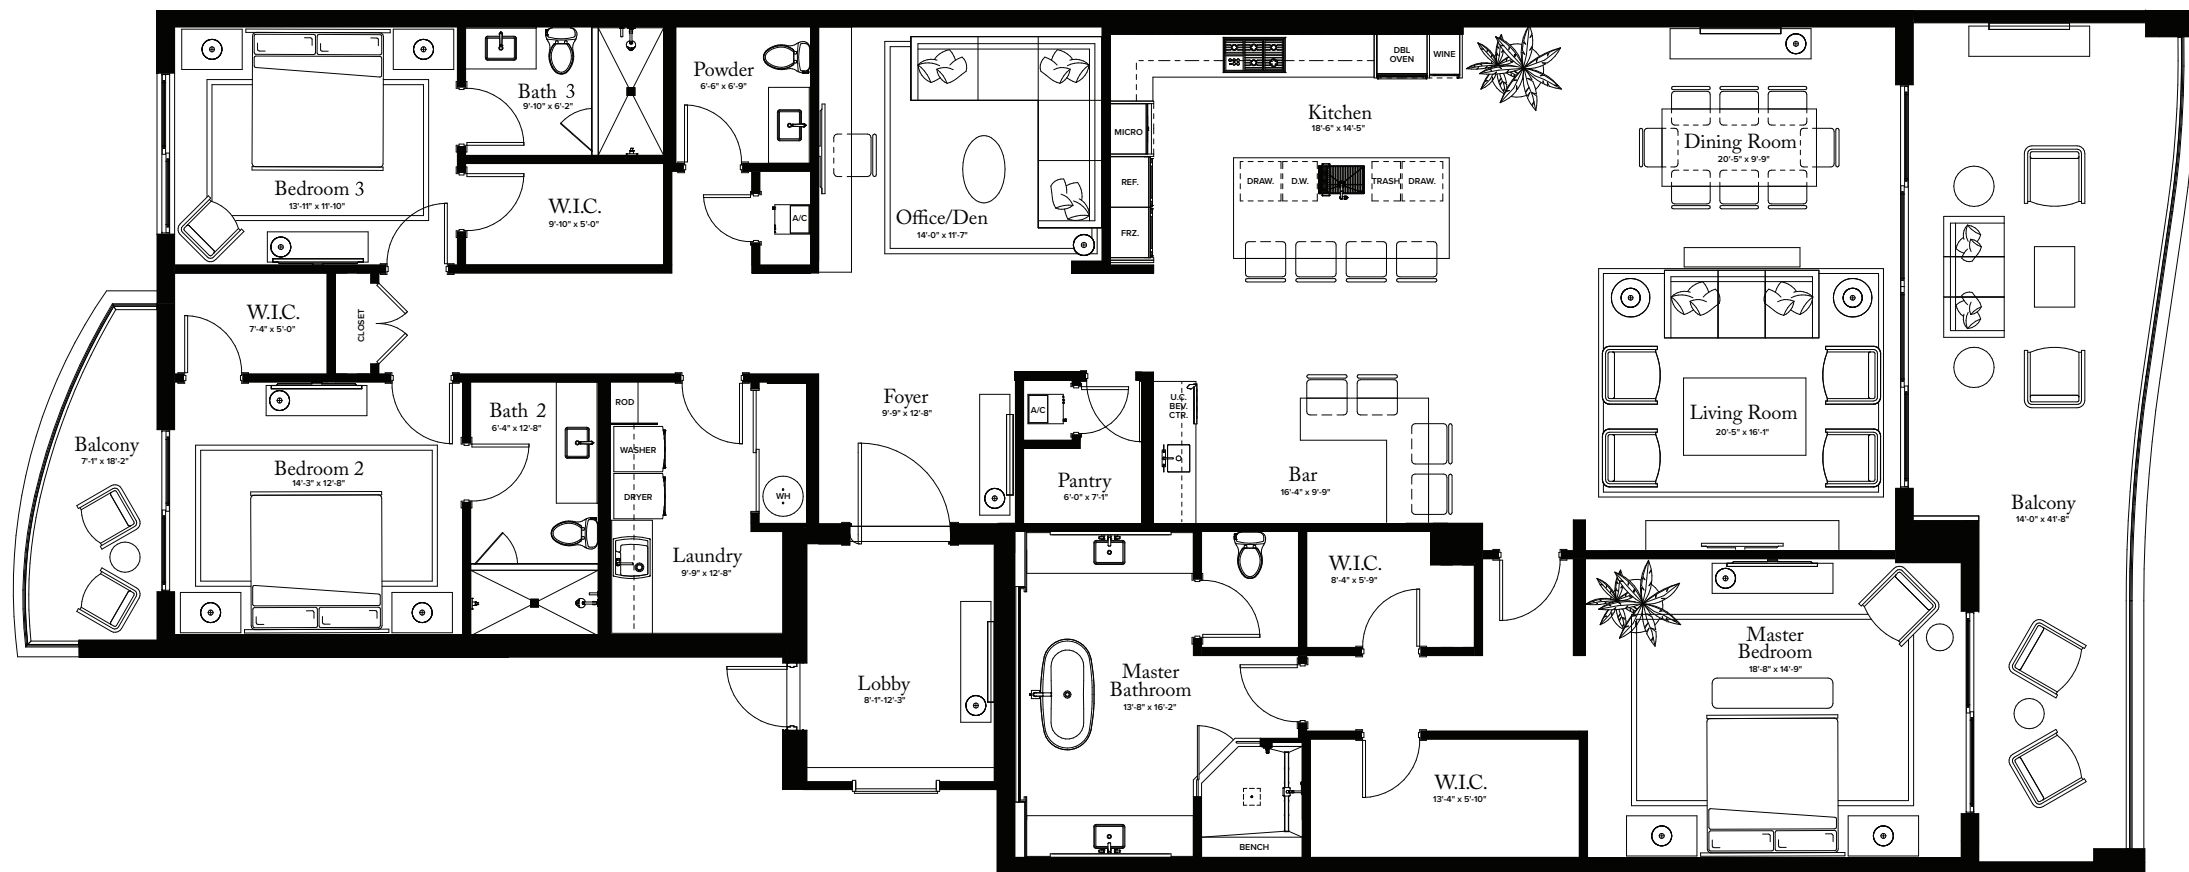 Bedroom 3
13'-11" x 11'-10"
Bath 3
9'-10" x 6'-2"
W.I.C.
9'-10" x 5'-0"
Powder
6'-6" x 6'-9"
A/C
Office/Den
14'-0" x 11'-7"
Kitchen
18'-6" x 14'-5"
DBL
OVEN
WINE
MICRO
REF.
FRZ.
DRAW.
D.W.
TRASH
DRAW.
Dining Room
20'-5" x 9'-9"
Living Room
20'-5" x 16'-1"
Balcony
14'-0" x 41'-8"
W.I.C.
7'-4" x 5'-0"
CLOSET
Balcony
7'-1" x 18'-2"
Bedroom 2
14'-3" x 12'-8"
Bath 2
6'-4" x 12'-8"
ROD
WASHER
DRYER
Laundry
9'-9" x 12'-8"
WH
Foyer
9'-9" x 12'-8"
A/C
Pantry
6'-0" x 7'-1"
U.C.
BEV.
CTR.
Bar
16'-4" x 9'-9"
Lobby
8'-1"-12'-3"
Master
Bathroom
13'-8" x 16'-2"
BENCH
W.I.C.
8'-4" x 5'-9"
W.I.C.
13'-4" x 5'-10"
Master
Bedroom
18'-8" x 14'-9"